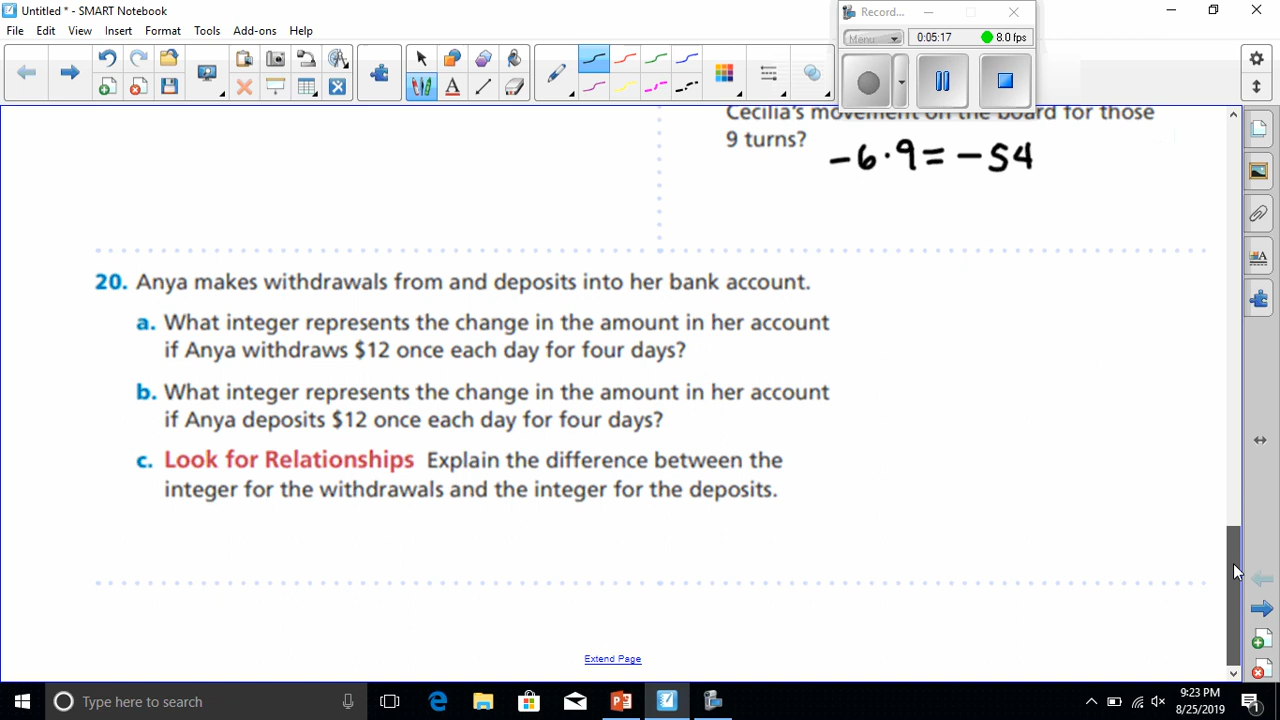 Untitled * - SMART Notebook
Record...
File Edit View Insert Format Tools Add-ons Help
Menu
0:05:17
8.0 fps
Cecilia's movement on the board for those
9 turns?
-6·9=-54
20. Anya makes withdrawals from and deposits into her bank account.
a. What integer represents the change in the amount in her account
if Anya withdraws $12 once each day for four days?
b. What integer represents the change in the amount in her account
if Anya deposits $12 once each day for four days?
c. Look for Relationships Explain the difference between the
integer for the withdrawals and the integer for the deposits.
Extend Page
Type here to search
9:23 PM
8/25/2019
1